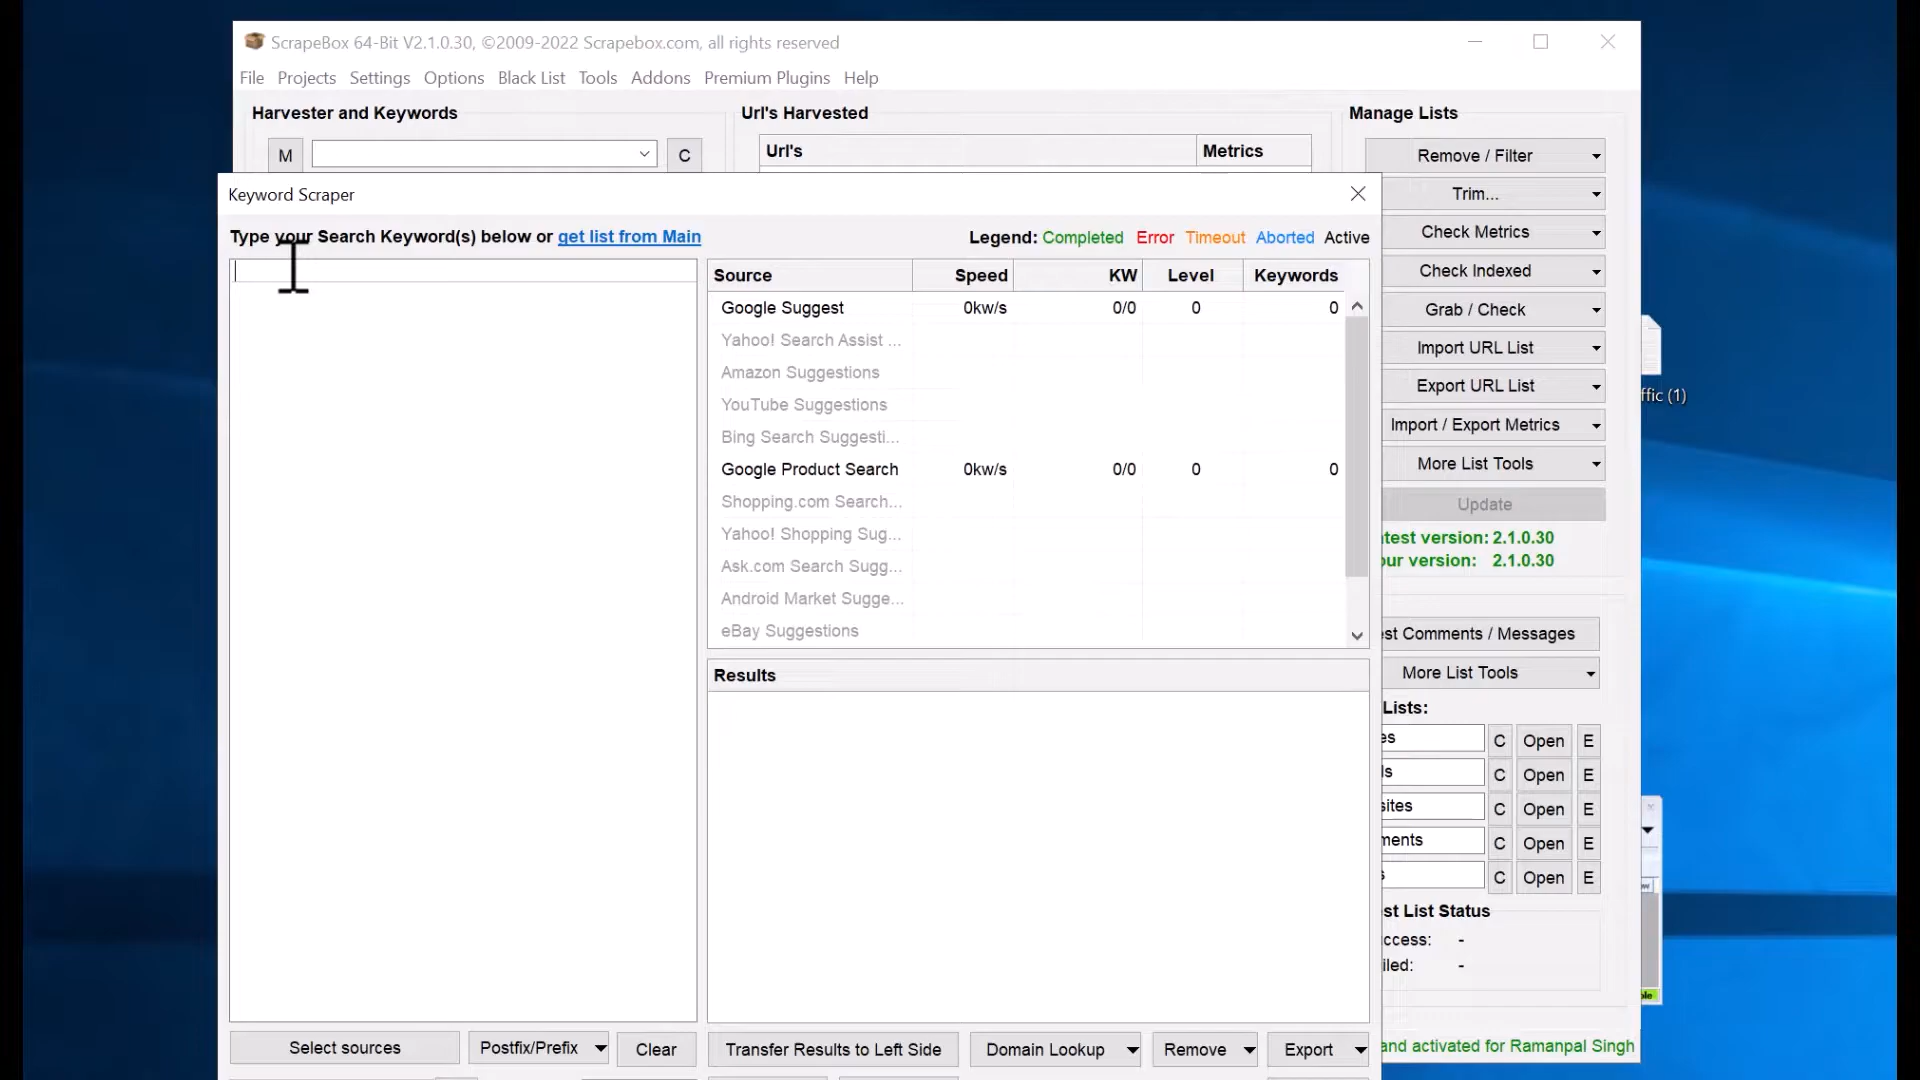 ScrapeBox 64-Bit V2.1.0.30, ©2009-2022 Scrapebox.com, all rights reserved
File Projects Settings Options Black List Tools Addons Premium Plugins Help
Harvester and Keywords
Url's Harvested
Manage Lists
M
C
Url's
Metrics
Remove / Filter
Trim...
Check Metrics
Check Indexed
Grab / Check
Import URL List
Export URL List
Import / Export Metrics
More List Tools
Update
test version: 2.1.0.30
our version: 2.1.0.30
st Comments / Messages
More List Tools
Lists:
es C Open E
ls C Open E
sites C Open E
ments C Open E
s C Open E
st List Status
ccess: -
iled: -
and activated for Ramanpal Singh
ffic (1)
Keyword Scraper
Type your Search Keyword(s) below or get list from Main
Legend: Completed Error Timeout Aborted Active
Source Speed KW Level Keywords
Google Suggest 0kw/s 0/0 0 0
Yahoo! Search Assist ...
Amazon Suggestions
YouTube Suggestions
Bing Search Suggesti...
Google Product Search 0kw/s 0/0 0 0
Shopping.com Search...
Yahoo! Shopping Sug...
Ask.com Search Sugg...
Android Market Sugge...
eBay Suggestions
Results
Select sources
Postfix/Prefix
Clear
Transfer Results to Left Side
Domain Lookup
Remove
Export